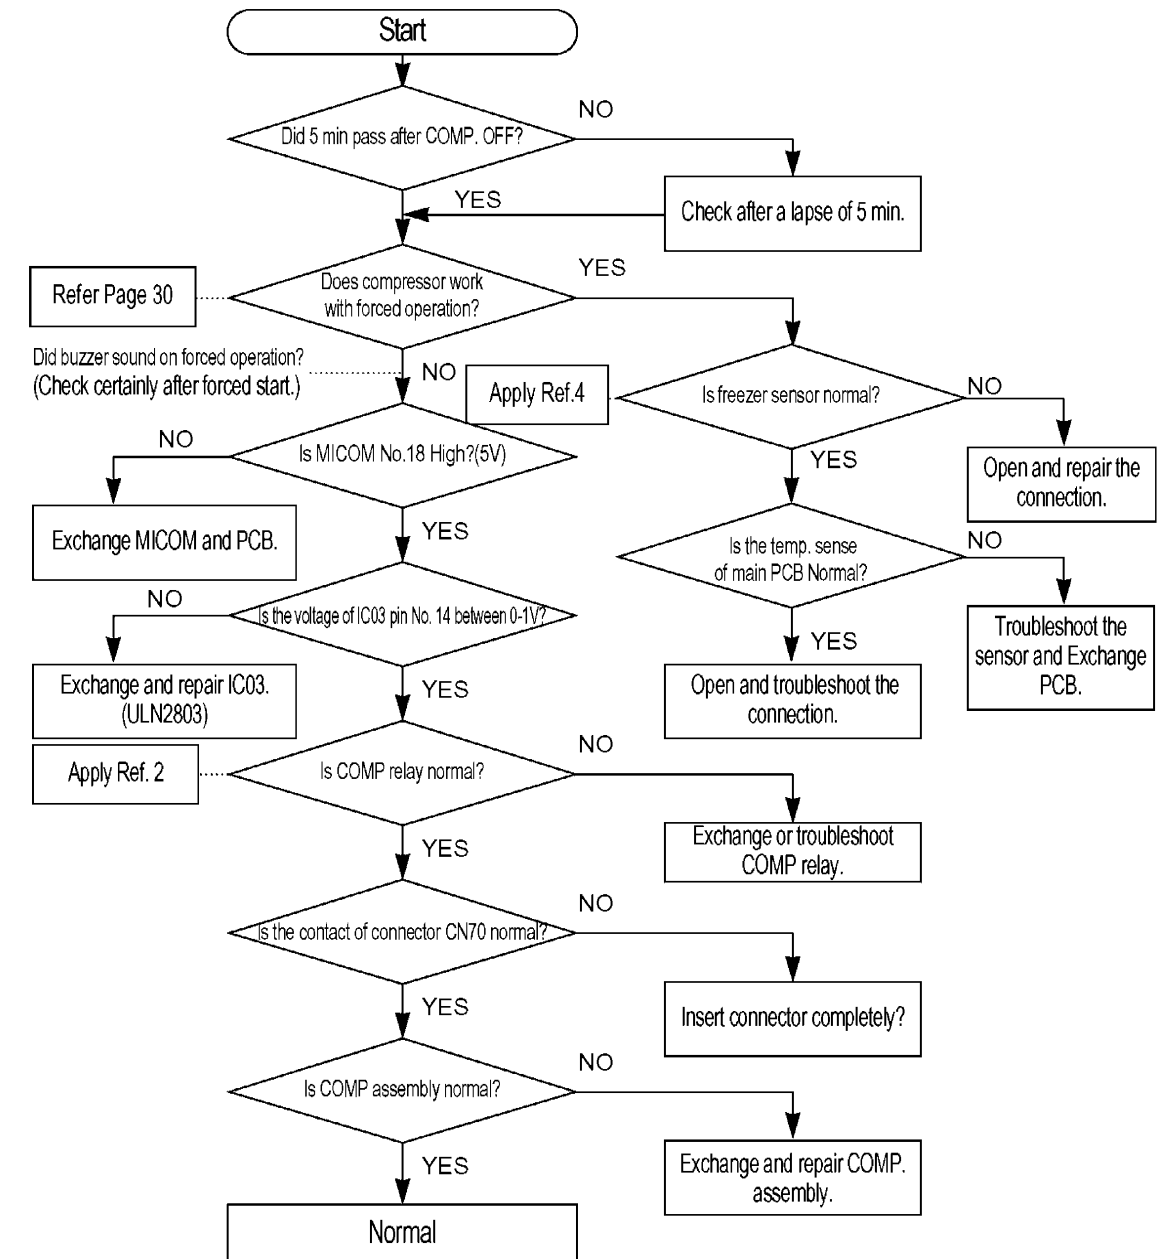 Start
NO
Did 5 min pass after COMP. OFF?
YES
Check after a lapse of 5 min.
YES
Refer Page 30
Does compressor work
with forced operation?
Did buzzer sound on forced operation?
(Check certainly after forced start.)
NO
Apply Ref.4
Is freezer sensor normal?
NO
NO
Is MICOM No.18 High?(5V)
YES
Open and repair the
connection.
Exchange MICOM and PCB.
YES
Is the temp. sense
of main PCB Normal?
NO
NO
Is the voltage of IC03 pin No. 14 between 0-1V?
YES
Troubleshoot the
sensor and Exchange
PCB.
Exchange and repair IC03.
(ULN2803)
YES
Open and troubleshoot the
connection.
Apply Ref. 2
Is COMP relay normal?
NO
YES
Exchange or troubleshoot
COMP relay.
NO
Is the contact of connector CN70 normal?
YES
Insert connector completely?
NO
Is COMP assembly normal?
YES
Exchange and repair COMP.
assembly.
Normal